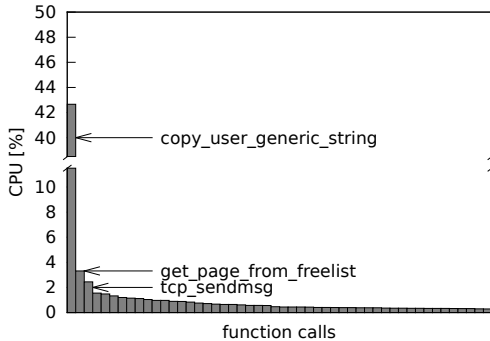 50
48
46
44
42
40
10
8
6
4
2
0
CPU [%]
copy_user_generic_string
get_page_from_freelist
tcp_sendmsg
function calls